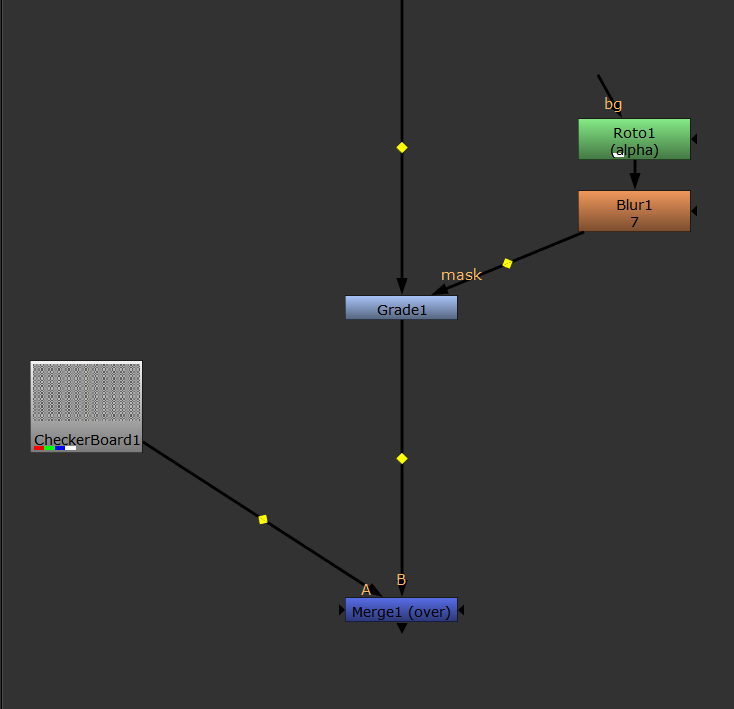 bg
Roto1
(alpha)
Blur1
7
mask
Grade1
CheckerBoard1
A
B
Merge1 (over)